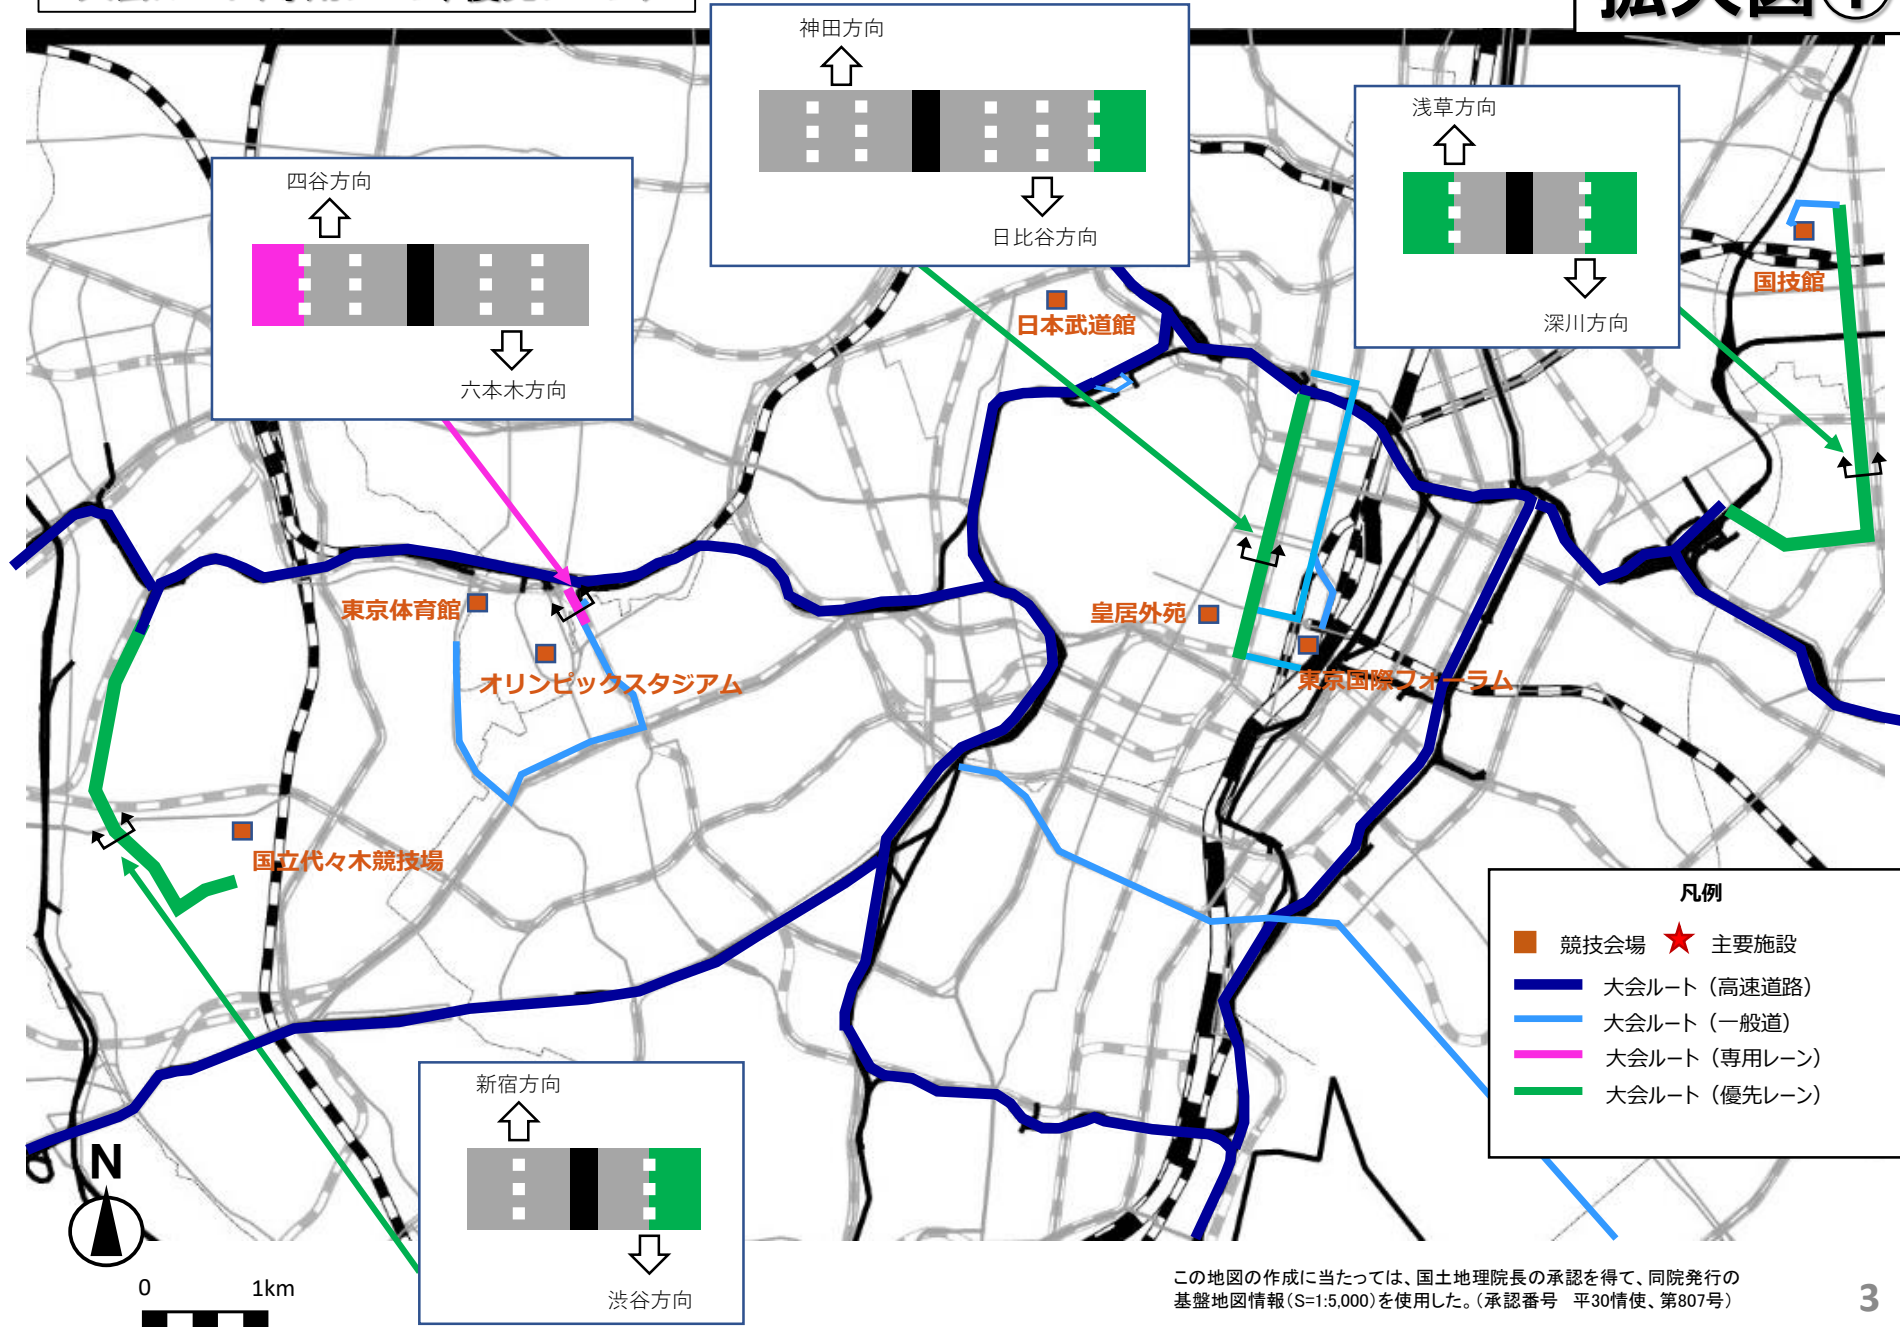 拡大図①
神田方向
日比谷方向
浅草方向
深川方向
四谷方向
六本木方向
国技館
日本武道館
東京体育館
オリンピックスタジアム
皇居外苑
東京国際フォーラム
国立代々木競技場
新宿方向
渋谷方向
凡例
競技会場 主要施設
大会ルート（高速道路）
大会ルート（一般道）
大会ルート（専用レーン）
大会ルート（優先レーン）
N
0 1km
この地図の作成に当たっては、国土地理院長の承認を得て、同院発行の
基盤地図情報（S=1:5,000）を使用した。（承認番号 平30情使、第807号）
3